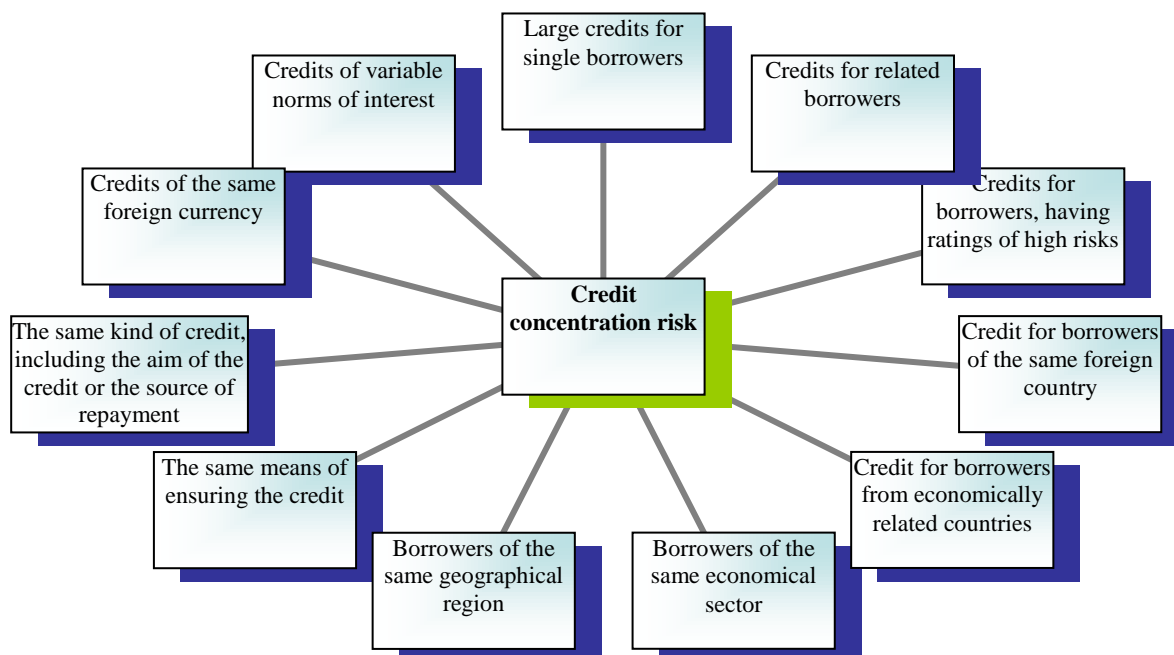 Large credits for
single borrowers
Credits for related
borrowers
Credits for
borrowers, having
ratings of high risks
Credit for borrowers
of the same foreign
country
Credit for borrowers
from economically
related countries
Borrowers of the
same economical
sector
Borrowers of the
same geographical
region
The same means of
ensuring the credit
The same kind of credit,
including the aim of the
credit or the source of
repayment
Credits of the same
foreign currency
Credits of variable
norms of interest
Credit
concentration risk